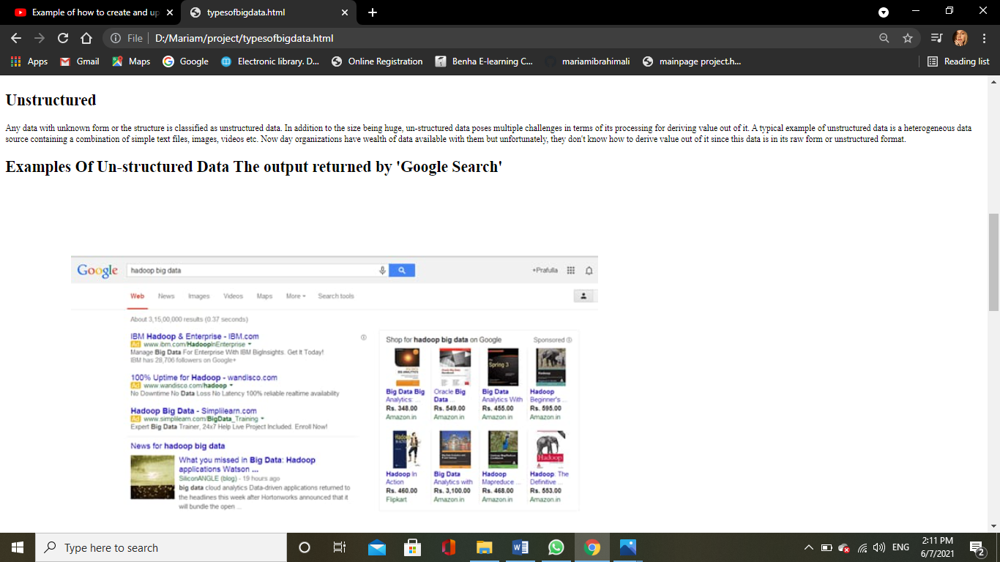 Example of how to create and up
typesofbigdata.html
File
D:/Mariam/project/typesofbigdata.html
Apps
Gmail
Maps
Google
Electronic library. D...
Online Registration
Benha E-learning C...
mariamibrahimali
mainpage project.h...
Reading list
Unstructured
Any data with unknown form or the structure is classified as unstructured data. In addition to the size being huge, un-structured data poses multiple challenges in terms of its processing for deriving value out of it. A typical example of unstructured data is a heterogeneous data
source containing a combination of simple text files, images, videos etc. Now day organizations have wealth of data available with them but unfortunately, they don't know how to derive value out of it since this data is in its raw form or unstructured format.
Examples Of Un-structured Data The output returned by 'Google Search'
Google
hadoop big data
+Prafulla
Web
News
Images
Videos
Maps
More
Search tools
About 3,15,00,000 results (0.37 seconds)
IBM Hadoop & Enterprise - IBM.com
Ad www.ibm.com/HadoopInEnterprise
Manage Big Data For Enterprise With IBM BigInsights. Get It Today!
IBM has 28,706 followers on Google+
100% Uptime for Hadoop - wandisco.com
Ad www.wandisco.com/hadoop
No Downtime No Data Loss No Latency 100% reliable realtime availability
Hadoop Big Data - Simplilearn.com
Ad www.simplilearn.com/BigData_Training
Expert Big Data Trainer, 24x7 Help Live Project Included. Enroll Now!
News for hadoop big data
What you missed in Big Data: Hadoop
applications Watson ...
SiliconANGLE (blog) - 19 hours ago
big data cloud analytics Data-driven applications returned to
the headlines this week after Hortonworks announced that it
will bundle the open ...
Shop for hadoop big data on Google
Sponsored
Big Data Big
Analytics: ...
Rs. 348.00
Amazon.in
Oracle Big
Data ...
Rs. 549.00
Amazon.in
Spring 3
Big Data
Analytics With
Rs. 455.00
Amazon.in
Hadoop
Beginner's ...
Rs. 595.00
Amazon.in
Hadoop In
Action
Rs. 460.00
Flipkart
Big Data
Analytics with
Rs. 3,100.00
Amazon.in
Hadoop
Mapreduce ...
Rs. 468.00
Amazon.in
Hadoop
Hadoop: The
Definitive ...
Rs. 553.00
Amazon.in
Type here to search
ENG
2:11 PM
6/7/2021
2